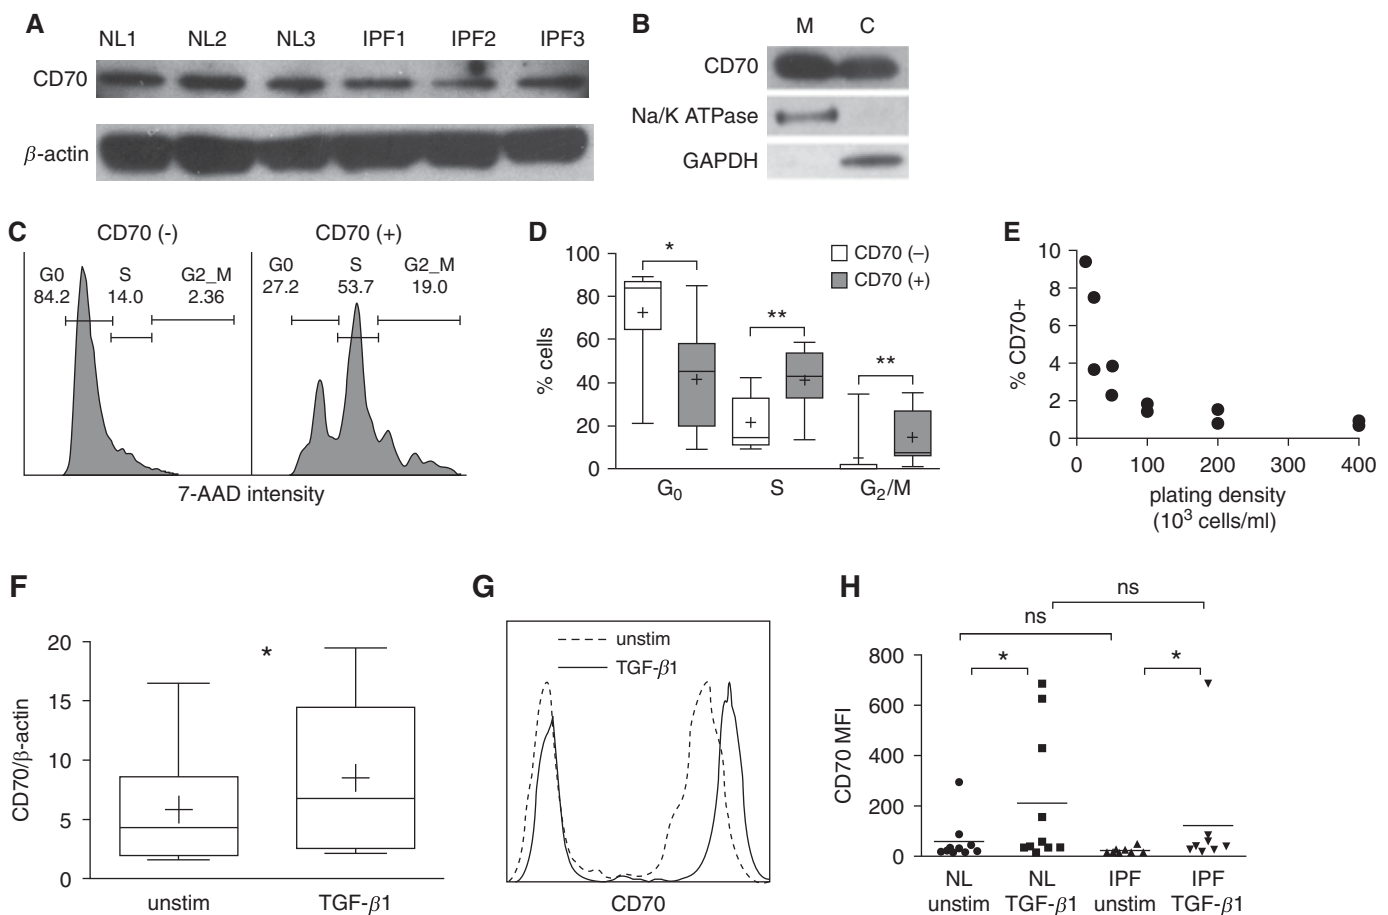 A
NL1 NL2 NL3 IPF1 IPF2 IPF3
CD70
β-actin
B
M C
CD70
Na/K ATPase
GAPDH
C
CD70 (-) CD70 (+)
G0 S G2_M
84.2 14.0 2.36
G0 S G2_M
27.2 53.7 19.0
7-AAD intensity
D
CD70 (–)
CD70 (+)
* ** **
% cells
100
80
60
40
20
0
G0 S G2/M
E
% CD70+
10
8
6
4
2
0
0 100 200 300 400
plating density
(10³ cells/ml)
F
*
CD70/β-actin
20
15
10
5
0
unstim TGF-β1
G
unstim
TGF-β1
CD70
H
ns
ns
* *
CD70 MFI
800
600
400
200
0
NL NL IPF IPF
unstim TGF-β1 unstim TGF-β1